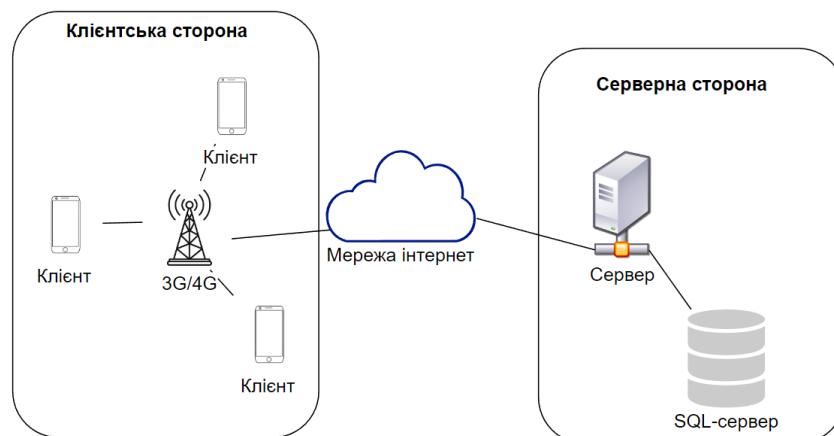 Клієнтська сторона
Клієнт
Клієнт
3G/4G
Клієнт
Мережа інтернет
Серверна сторона
Сервер
SQL-сервер